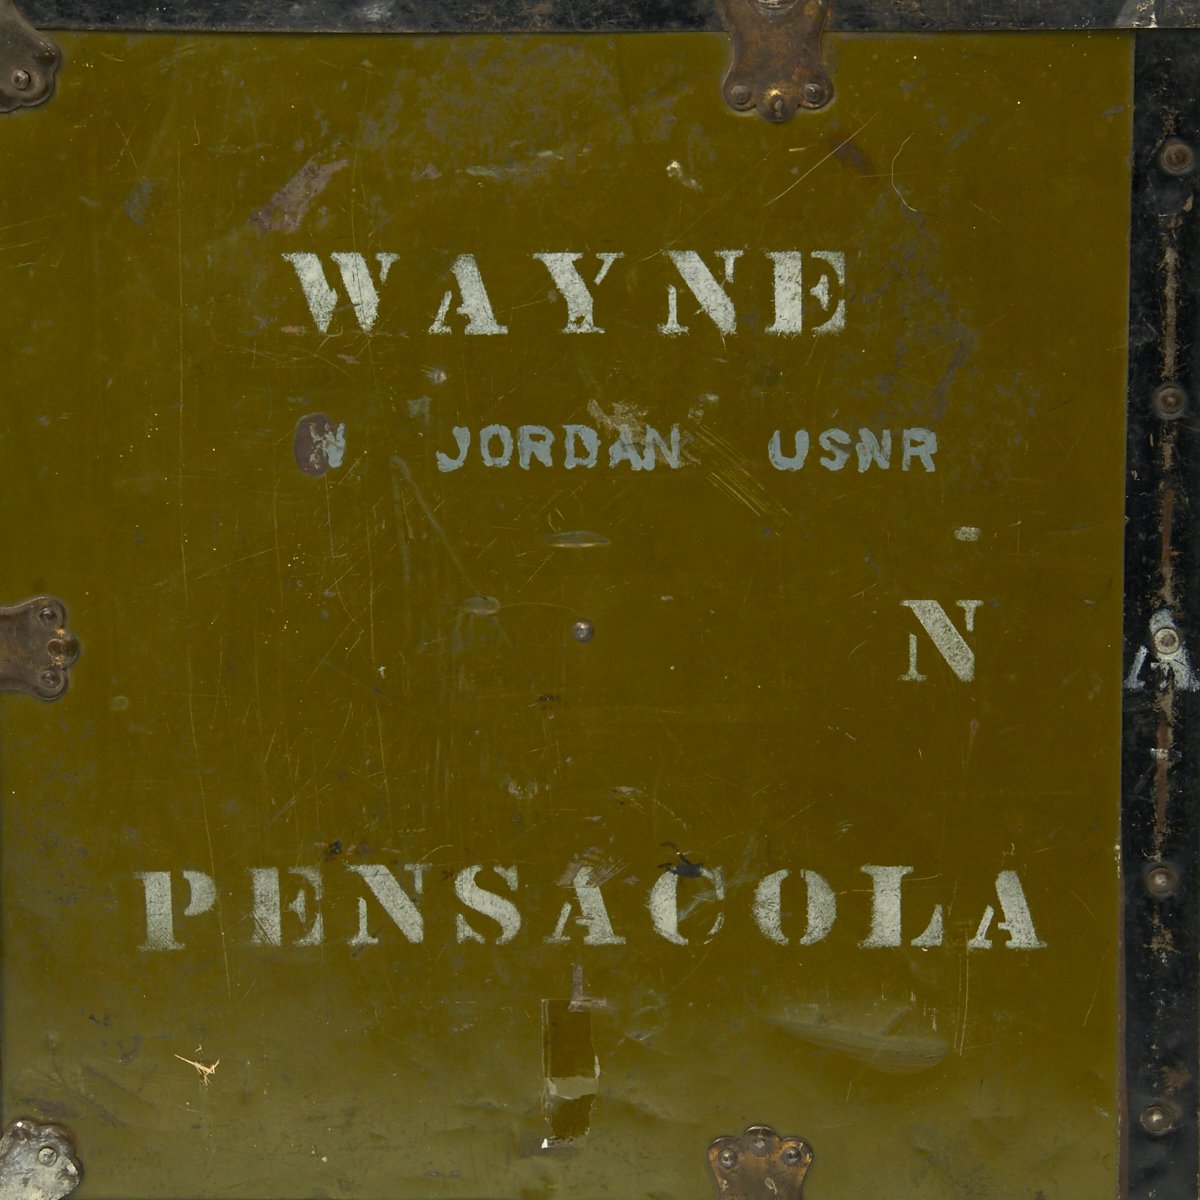 WAYNE
W JORDAN USNR
N A
PENSACOLA